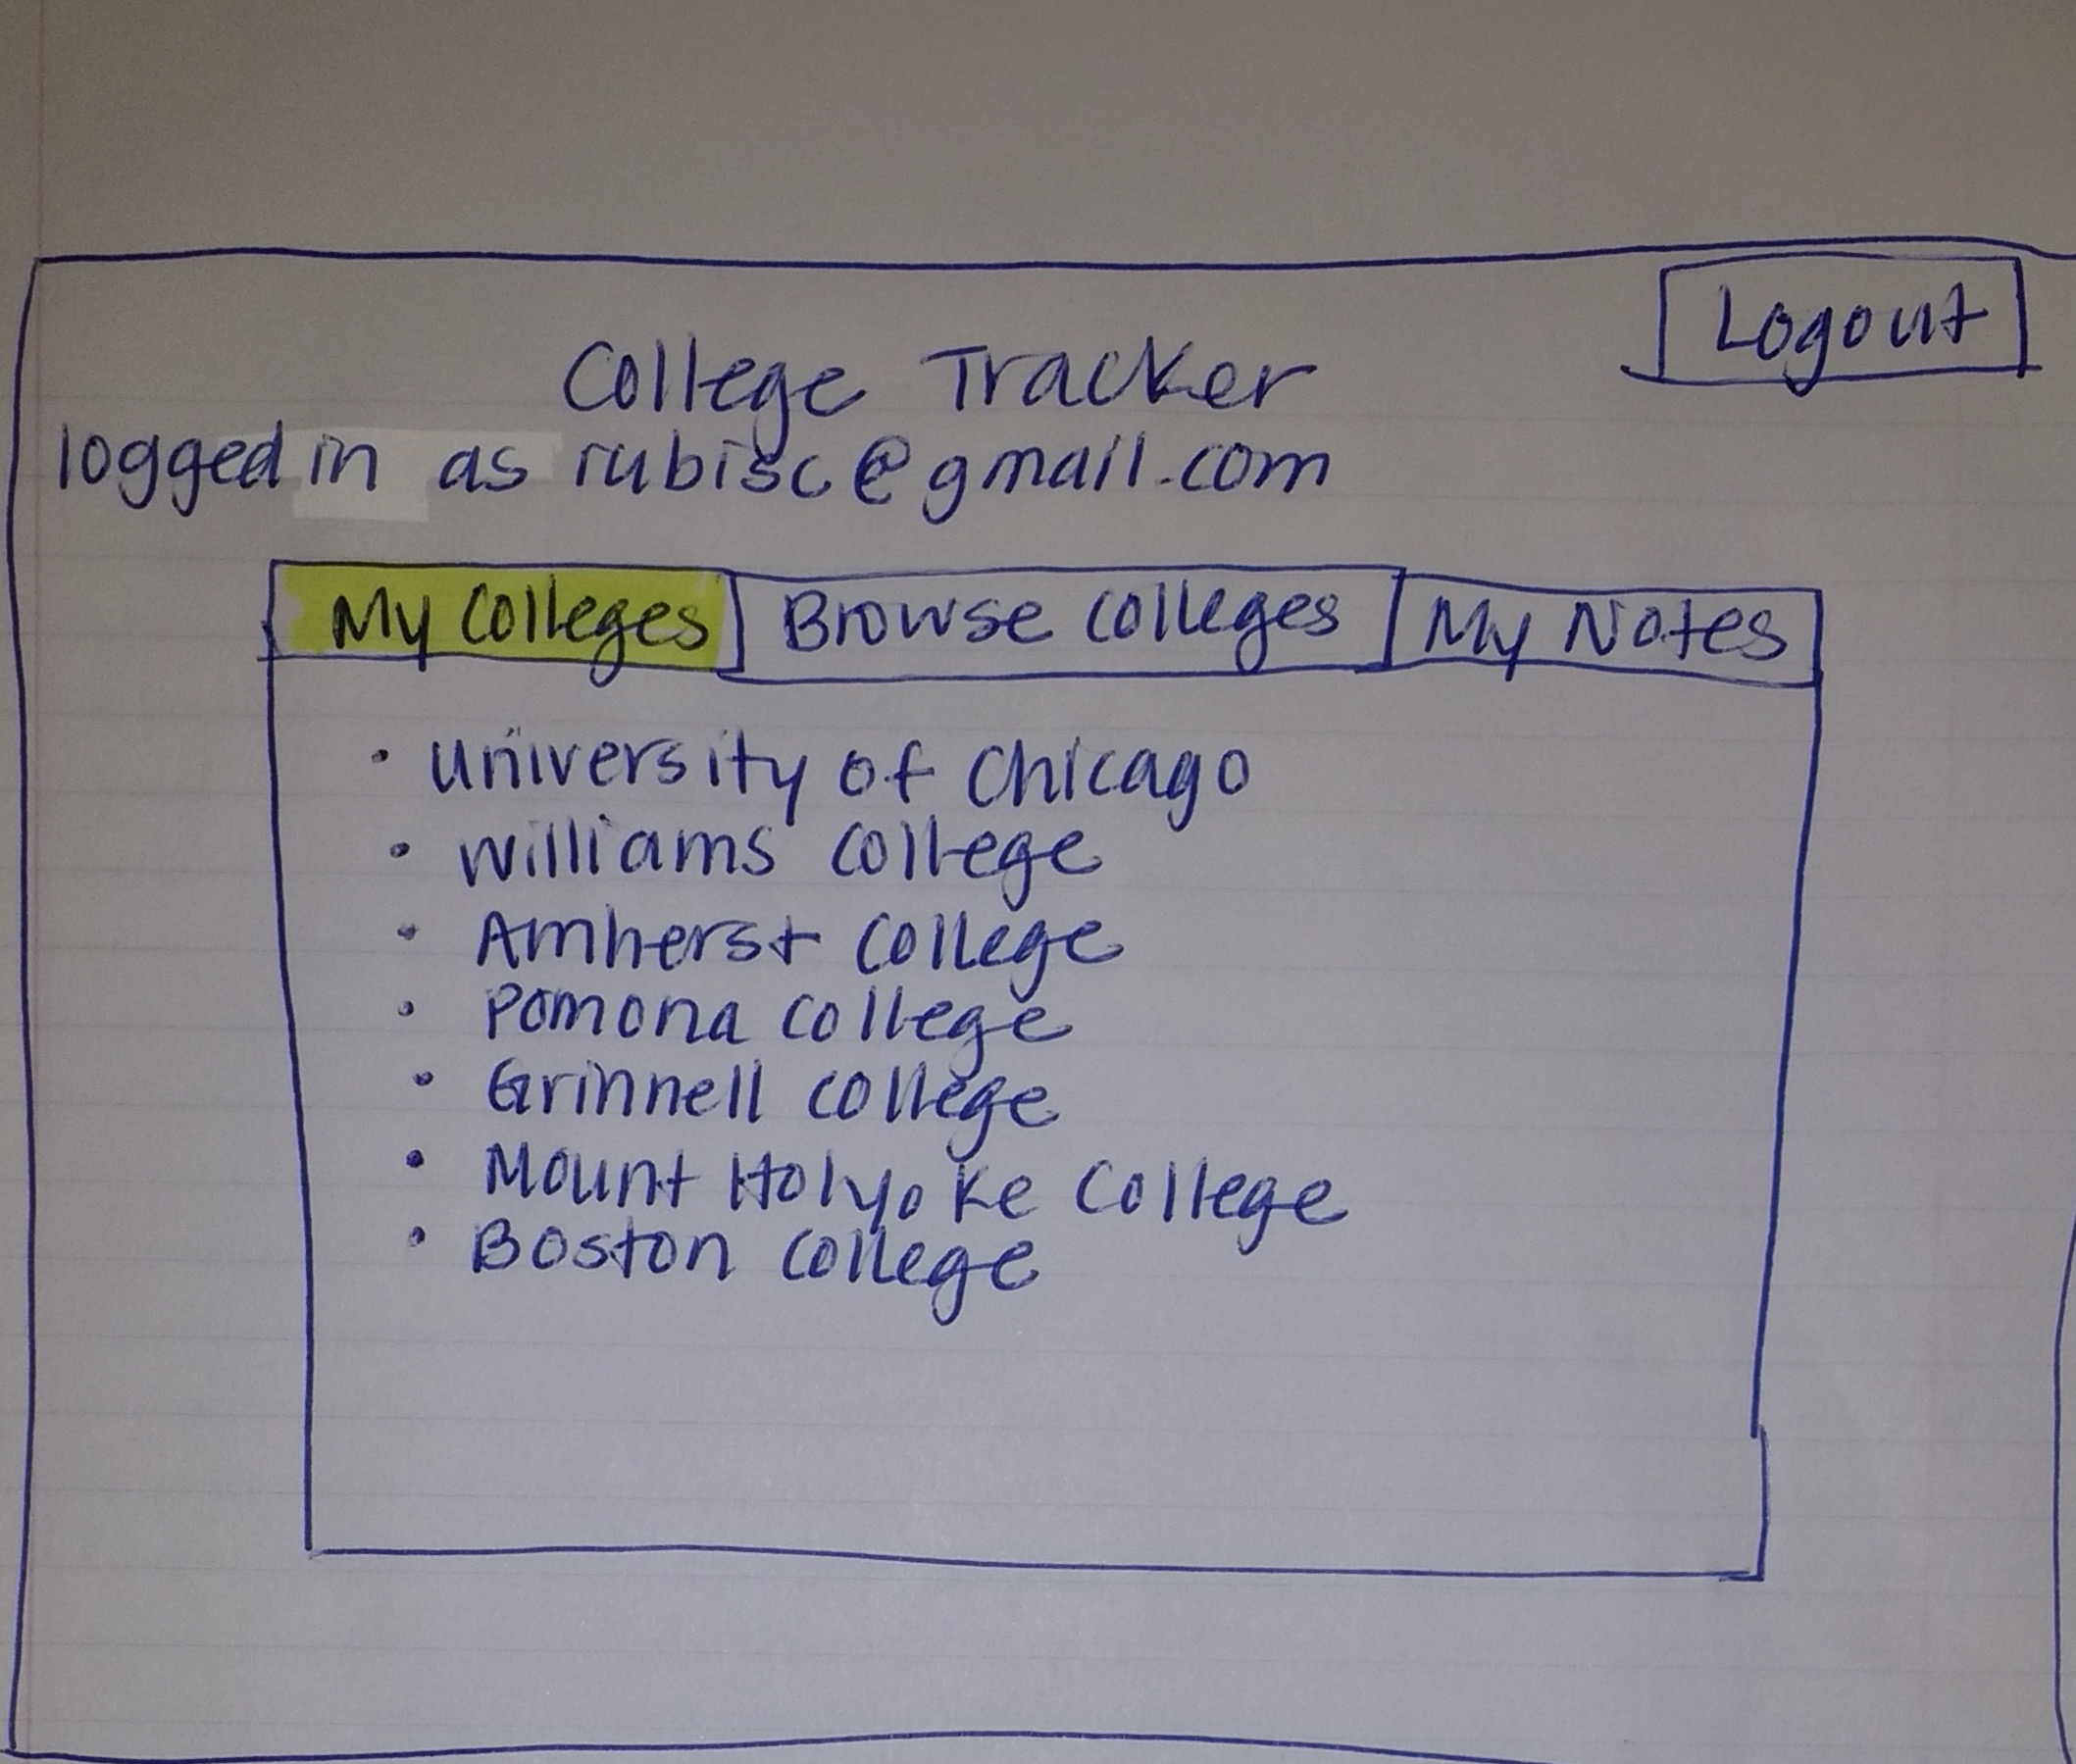 Logout
College Tracker
logged in as rubisc@gmail.com
My Colleges Browse Colleges My Notes
• University of Chicago
• Williams College
• Amherst College
• Pomona College
• Grinnell College
• Mount Holyoke College
• Boston College